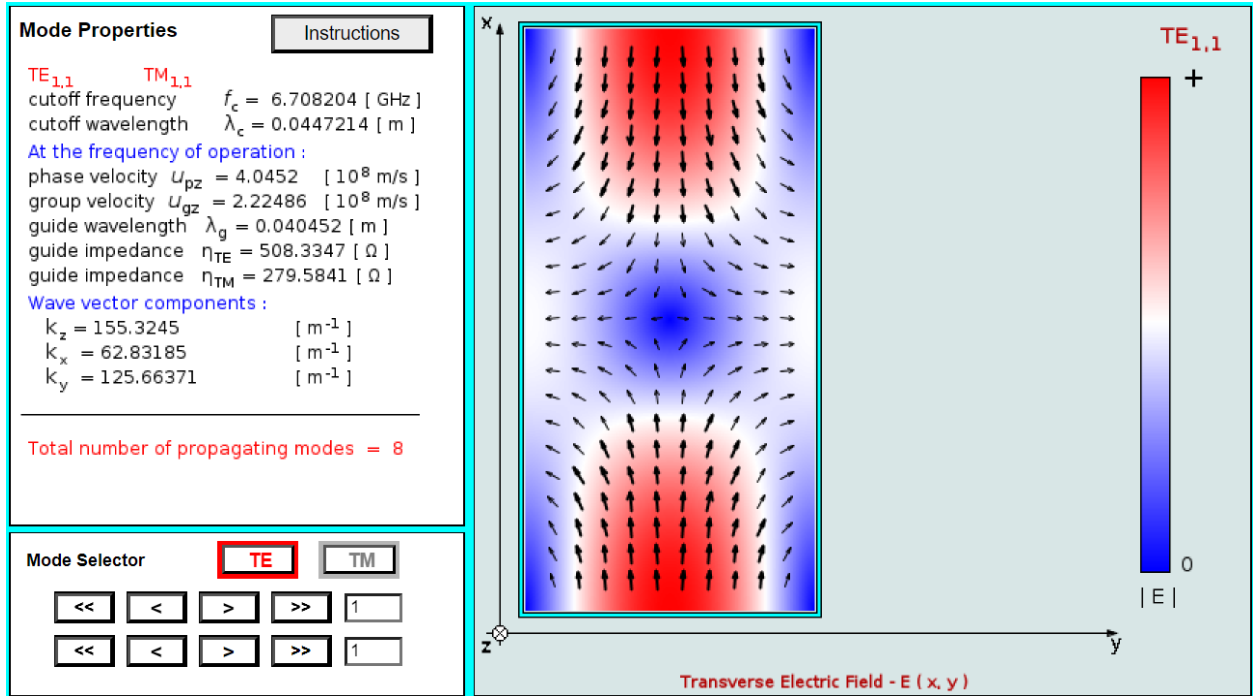 Mode Properties
Instructions
TE1,1 TM1,1
cutoff frequency fc = 6.708204 [ GHz ]
cutoff wavelength λc = 0.0447214 [ m ]
At the frequency of operation :
phase velocity upz = 4.0452 [ 10^8 m/s ]
group velocity ugz = 2.22486 [ 10^8 m/s ]
guide wavelength λg = 0.040452 [ m ]
guide impedance ηTE = 508.3347 [ Ω ]
guide impedance ηTM = 279.5841 [ Ω ]
Wave vector components :
kz = 155.3245 [ m-1 ]
kx = 62.83185 [ m-1 ]
ky = 125.66371 [ m-1 ]
Total number of propagating modes = 8
Mode Selector TE TM
<< < > >> 1
<< < > >> 1
x
TE1,1
+
0
| E |
z
y
Transverse Electric Field - E ( x, y )